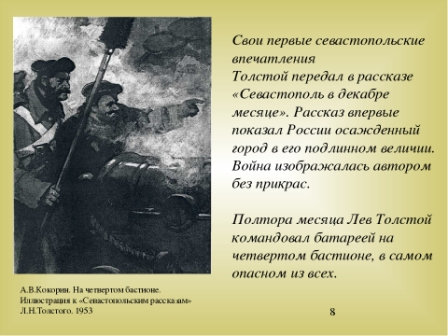 Свои первые севастопольские
впечатления
Толстой передал в рассказе
«Севастополь в декабре
месяце». Рассказ впервые
показал России осажденный
город в его подлинном величии.
Война изображалась автором
без прикрас.
Полтора месяца Лев Толстой
командовал батареей на
четвертом бастионе, в самом
опасном из всех.
А.В.Кокорин. На четвертом бастионе.
Иллюстрация к «Севастопольским рассказам»
Л.Н.Толстого. 1953
8